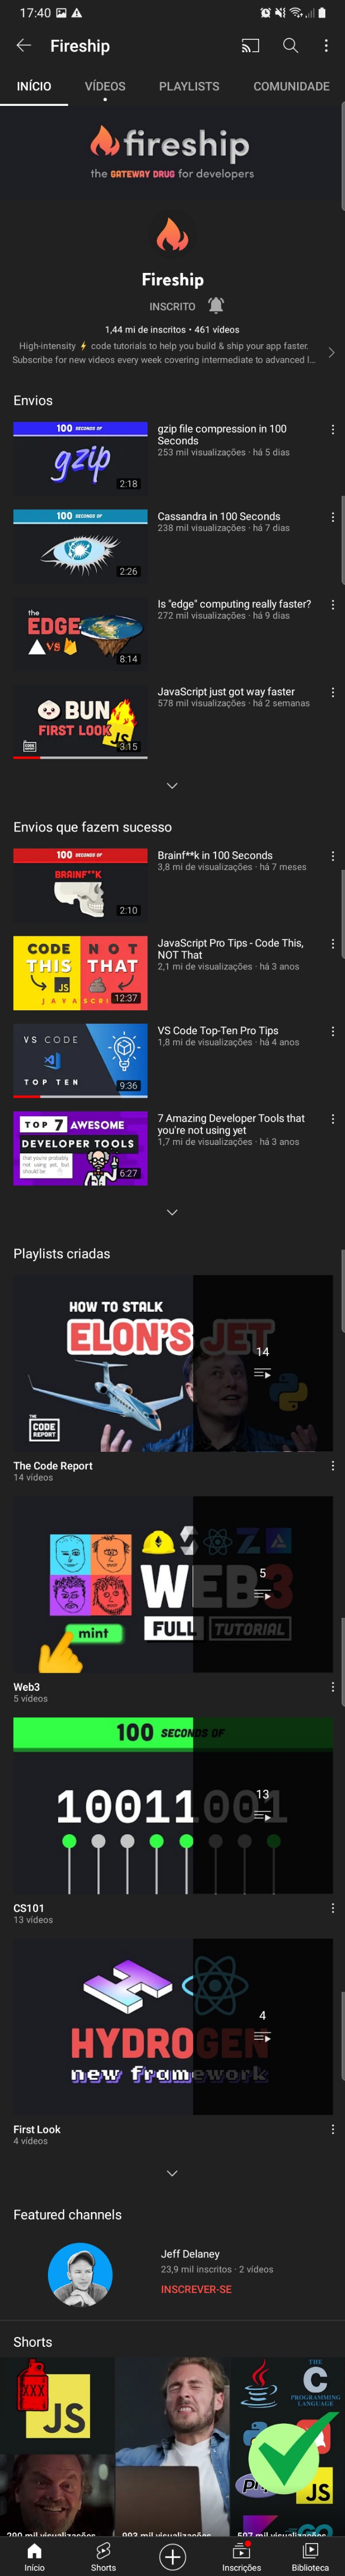 17:40
Fireship
INÍCIO VÍDEOS PLAYLISTS COMUNIDADE
fireship
the GATEWAY DRUG for developers
Fireship
INSCRITO
1,44 mi de inscritos • 461 vídeos
High-intensity ⚡ code tutorials to help you build & ship your app faster.
Subscribe for new videos every week covering intermediate to advanced l...
Envios
100 SECONDS OF
gzip
2:18
gzip file compression in 100
Seconds
253 mil visualizações · há 5 dias
100 SECONDS OF
2:26
Cassandra in 100 Seconds
238 mil visualizações · há 7 dias
the
EDGE
VS
8:14
Is "edge" computing really faster?
272 mil visualizações · há 9 dias
BUN
FIRST LOOK
JS
THE CODE REPORT
3:15
JavaScript just got way faster
578 mil visualizações · há 2 semanas
Envios que fazem sucesso
100 SECONDS OF
BRAINF**K
2:10
Brainf**k in 100 Seconds
3,8 mi de visualizações · há 7 meses
CODE NOT
THIS THAT
JS
JAVASCRI
12:37
JavaScript Pro Tips - Code This,
NOT That
2,1 mi de visualizações · há 3 anos
VS CODE
TOP TEN
9:36
VS Code Top-Ten Pro Tips
1,8 mi de visualizações · há 4 anos
TOP 7 AWESOME
DEVELOPER TOOLS
that you're probably
not using yet, but
should be
6:27
7 Amazing Developer Tools that
you're not using yet
1,7 mi de visualizações · há 3 anos
Playlists criadas
HOW TO STALK
ELON'S JET
THE
CODE
REPORT
14
The Code Report
14 vídeos
WEB3
mint
FULL TUTORIAL
5
Web3
5 vídeos
100 SECONDS OF
10011001
13
CS101
13 vídeos
HYDROGEN
new framework
4
First Look
4 vídeos
Featured channels
Jeff Delaney
23,9 mil inscritos · 2 vídeos
INSCREVER-SE
Shorts
XXX
JS
THE
C
PROGRAMMING
LANGUAGE
JS
290 mil visualizações
993 mil visualizações
587 mil visualizações
Início Shorts Inscrições Biblioteca